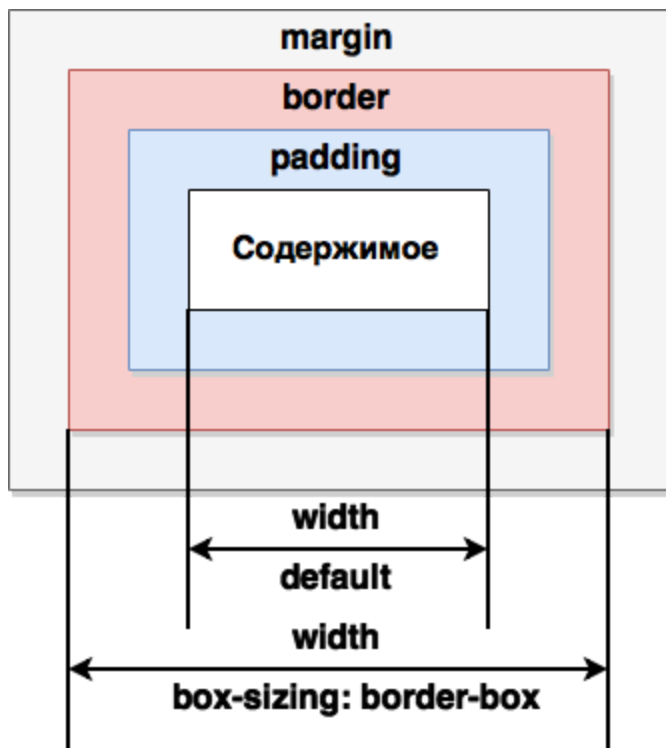 margin
border
padding
Содержимое
width
default
width
box-sizing: border-box